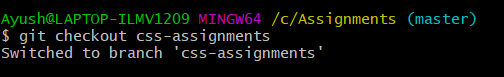 Ayush@LAPTOP-ILMV1209 MINGW64 /c/Assignments (master)
$ git checkout css-assignments
Switched to branch 'css-assignments'